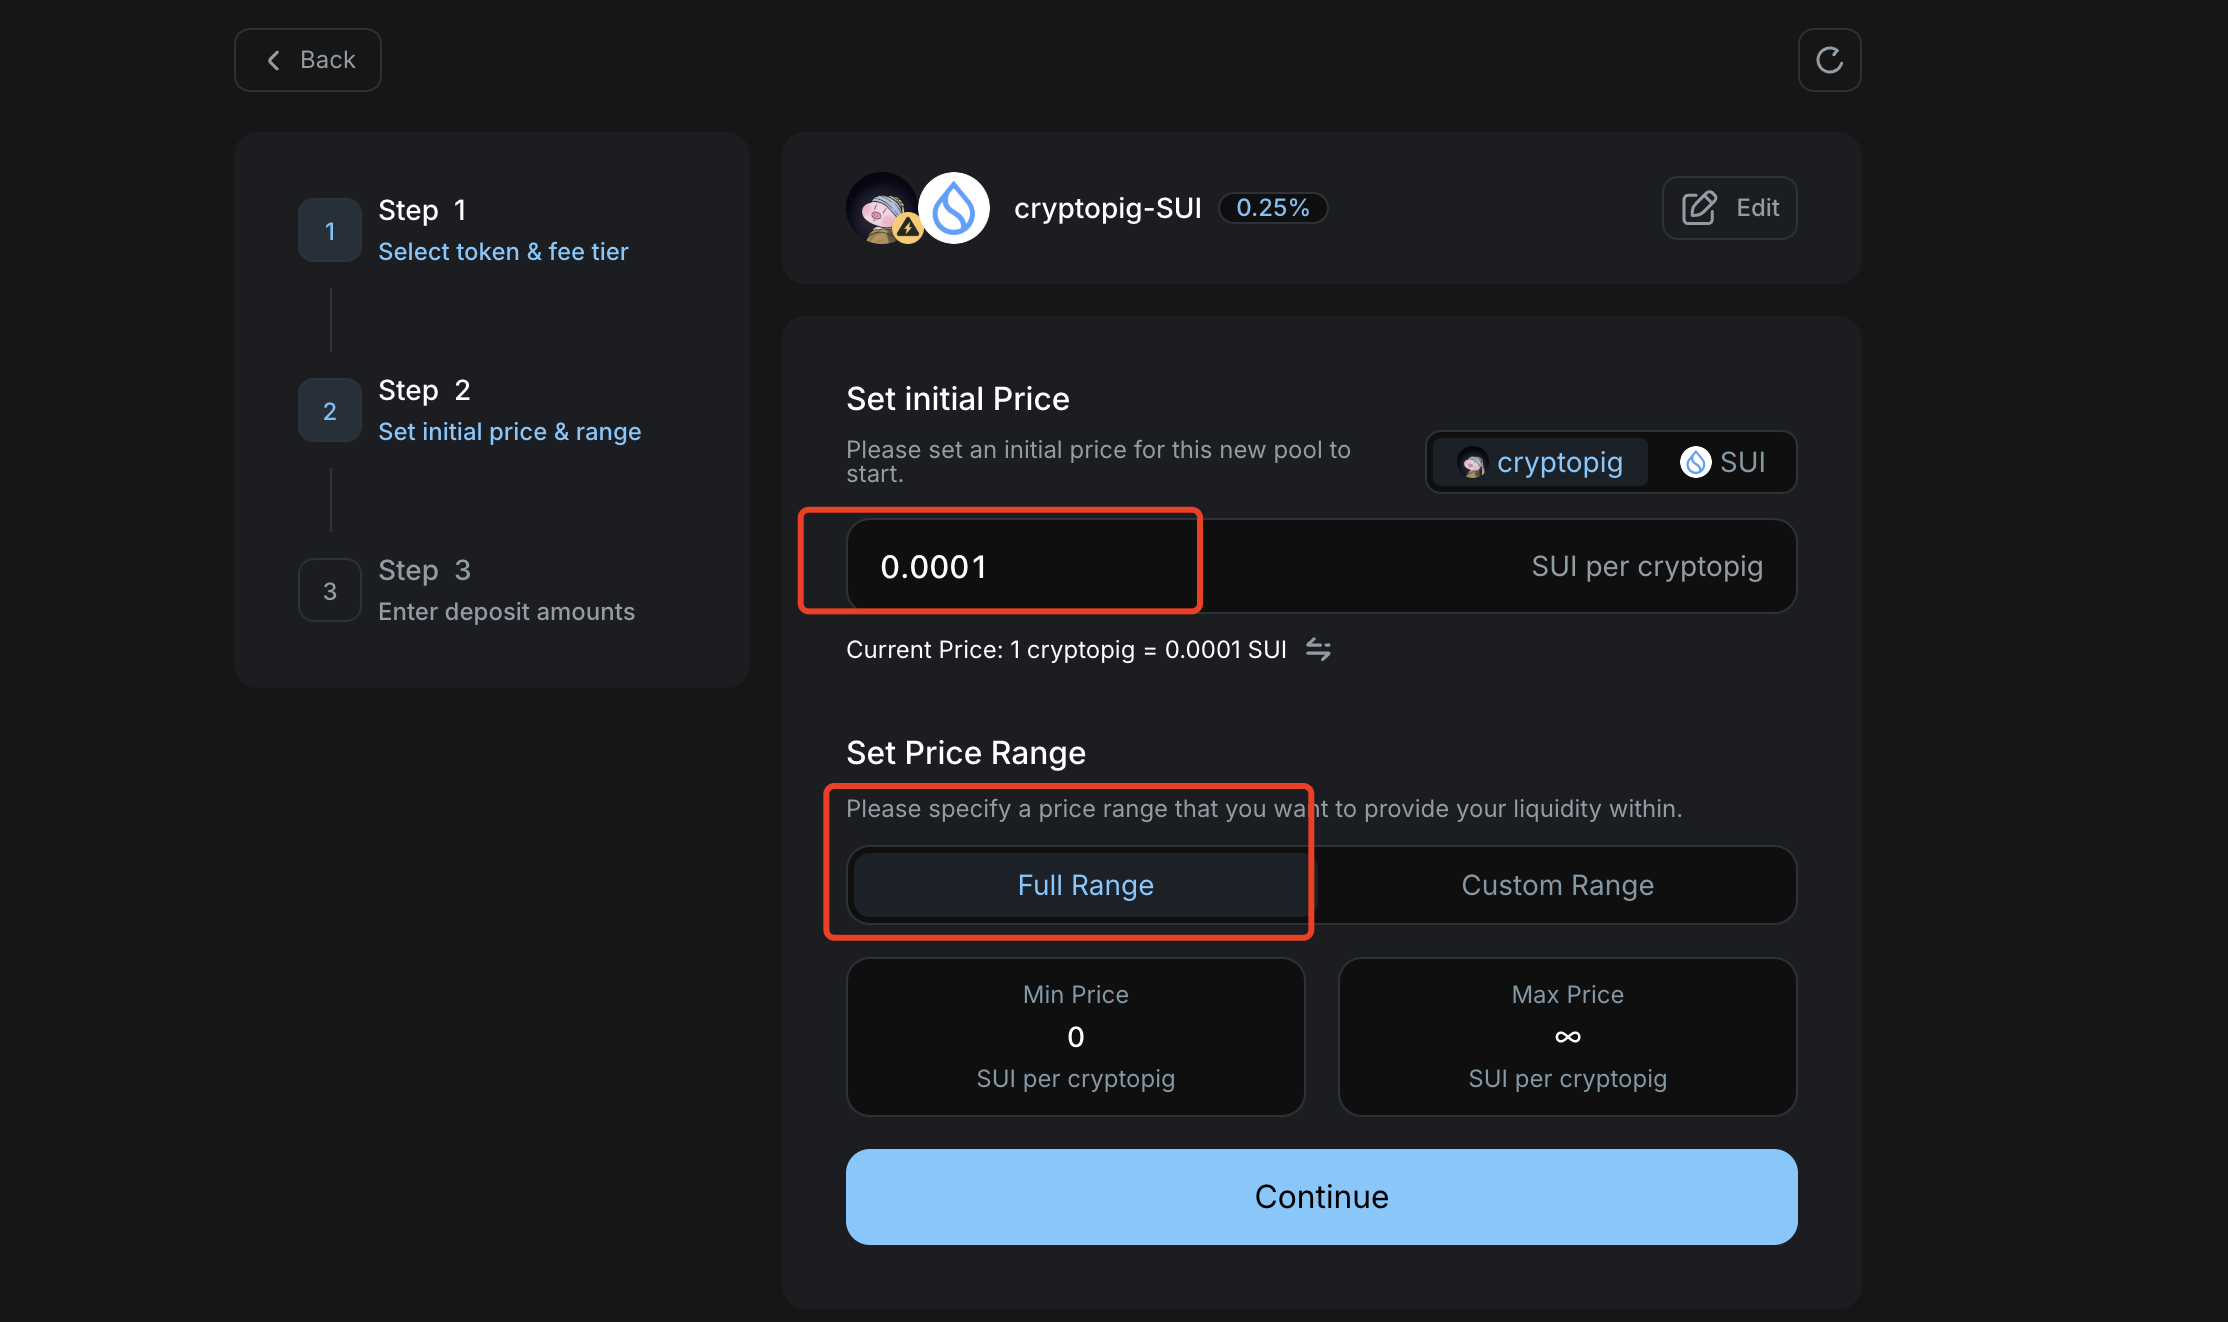 Back
1
Step 1
Select token & fee tier
2
Step 2
Set initial price & range
3
Step 3
Enter deposit amounts
cryptopig-SUI 0.25%
Edit
Set initial Price
Please set an initial price for this new pool to
start.
cryptopig SUI
0.0001 SUI per cryptopig
Current Price: 1 cryptopig = 0.0001 SUI
Set Price Range
Please specify a price range that you want to provide your liquidity within.
Full Range Custom Range
Min Price
0
SUI per cryptopig
Max Price
∞
SUI per cryptopig
Continue